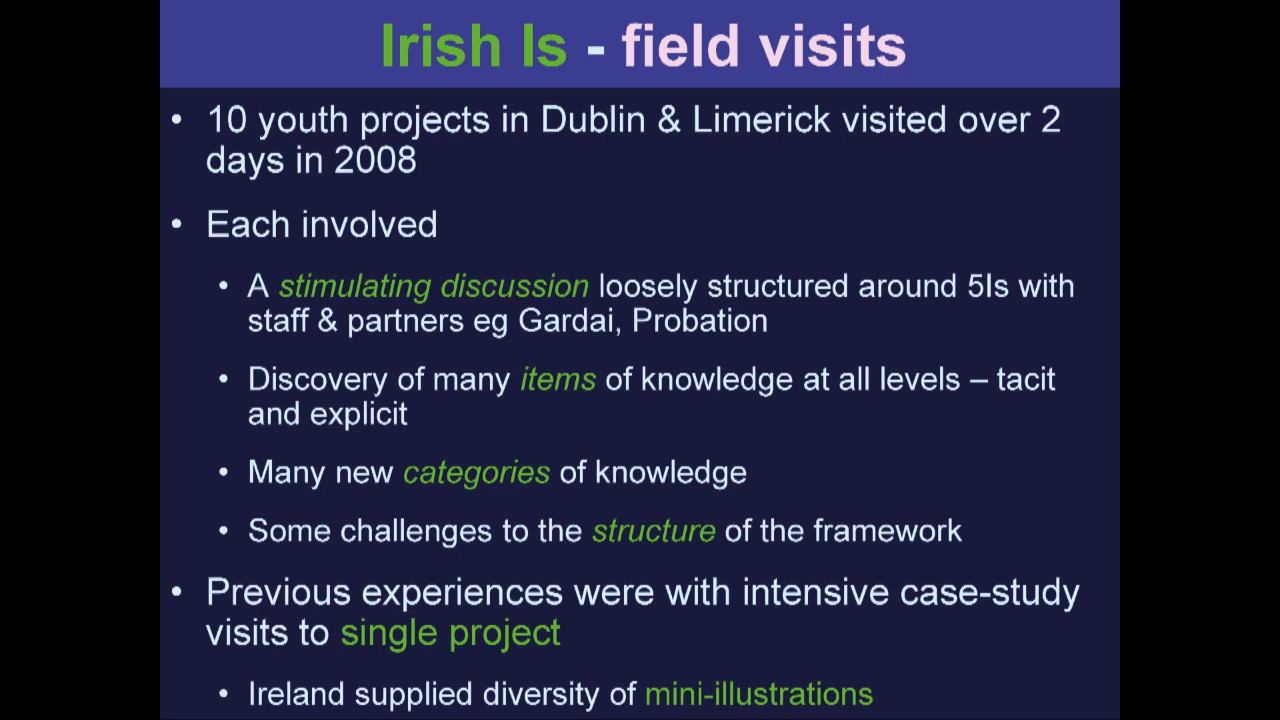 Irish Is - field visits
• 10 youth projects in Dublin & Limerick visited over 2
days in 2008
• Each involved
• A stimulating discussion loosely structured around 5Is with
staff & partners eg Gardai, Probation
• Discovery of many items of knowledge at all levels – tacit
and explicit
• Many new categories of knowledge
• Some challenges to the structure of the framework
• Previous experiences were with intensive case-study
visits to single project
• Ireland supplied diversity of mini-illustrations